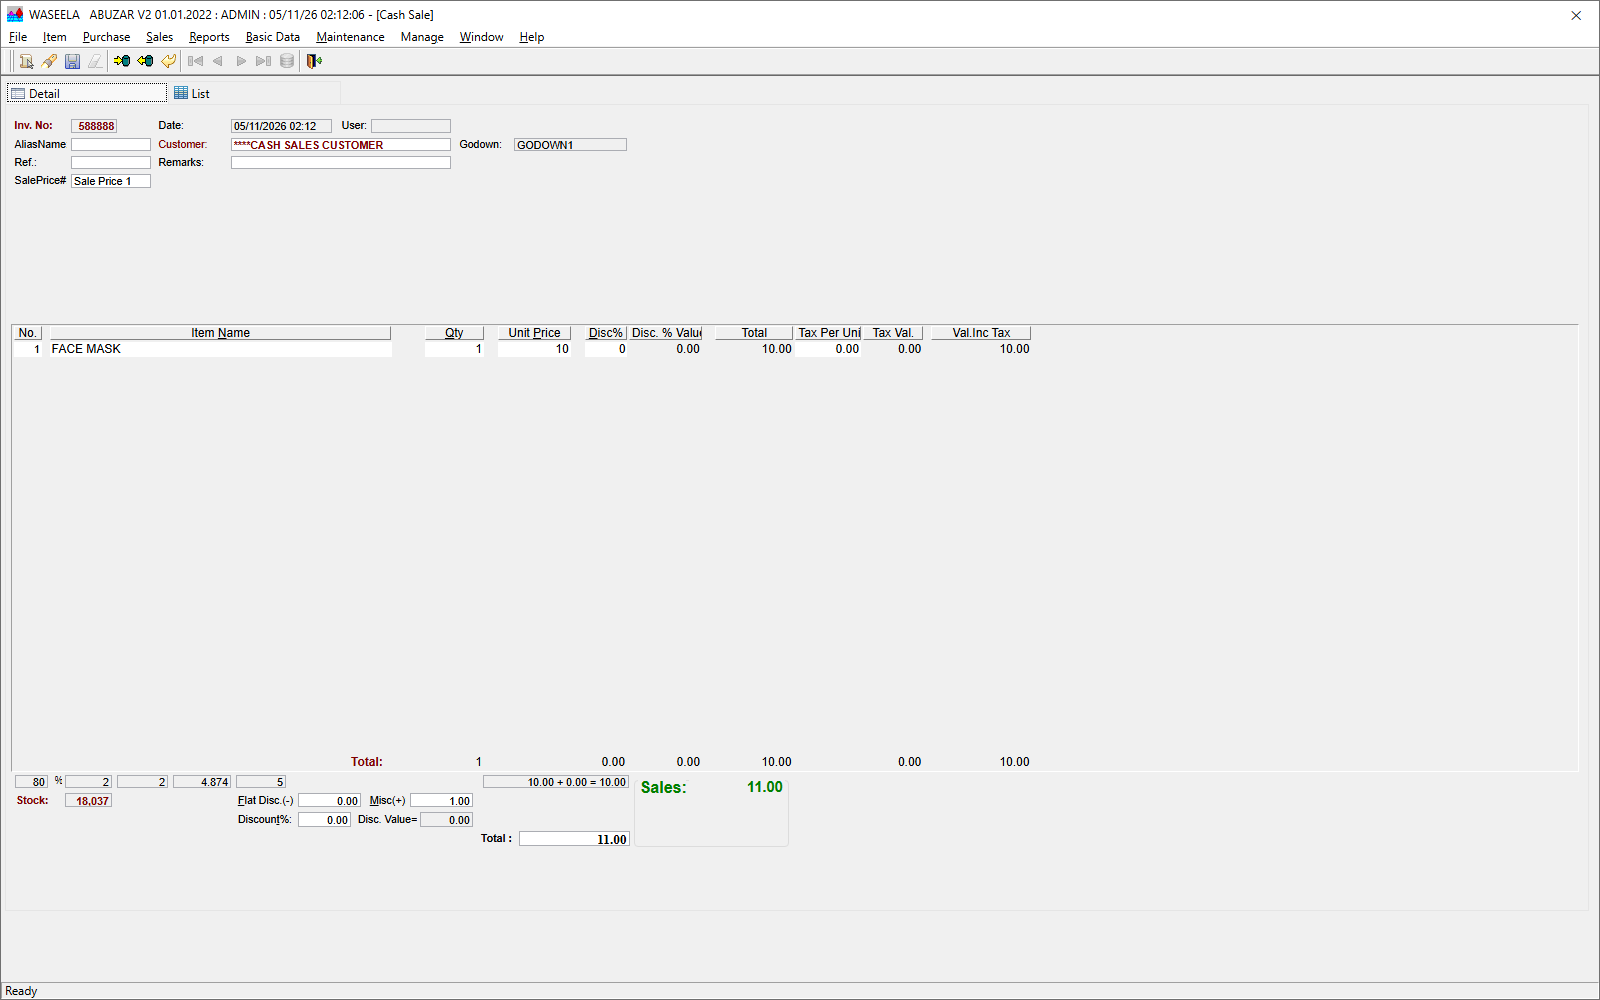 WASEELA ABUZAR V2 01.01.2022 : ADMIN : 05/11/26 02:12:06 - [Cash Sale]
File Item Purchase Sales Reports Basic Data Maintenance Manage Window Help
Detail List
Inv. No: 588888 Date: 05/11/2026 02:12 User:
AliasName Customer: ****CASH SALES CUSTOMER Godown: GODOWN1
Ref.: Remarks:
SalePrice# Sale Price 1
No. Item Name Qty Unit Price Disc% Disc. % Value Total Tax Per Uni Tax Val. Val.Inc Tax
1 FACE MASK 1 10 0 0.00 10.00 0.00 0.00 10.00
Total: 1 0.00 0.00 10.00 0.00 10.00
80 % 2 2 4.874 5 10.00 + 0.00 = 10.00 Sales: 11.00
Stock: 18,037 Flat Disc.(-) 0.00 Misc(+) 1.00
Discount%: 0.00 Disc. Value= 0.00
Total : 11.00
Ready